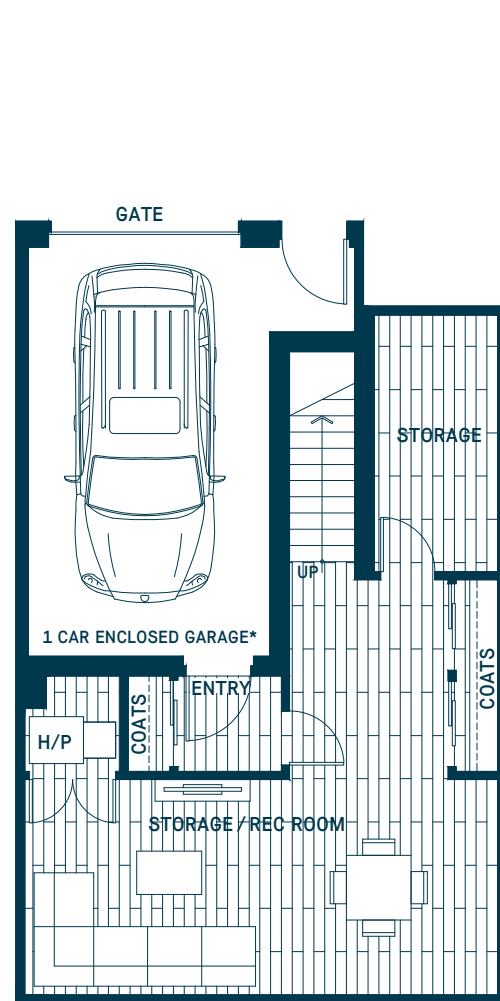 GATE
STORAGE
UP
1 CAR ENCLOSED GARAGE*
ENTRY
COATS
COATS
H/P
STORAGE / REC ROOM